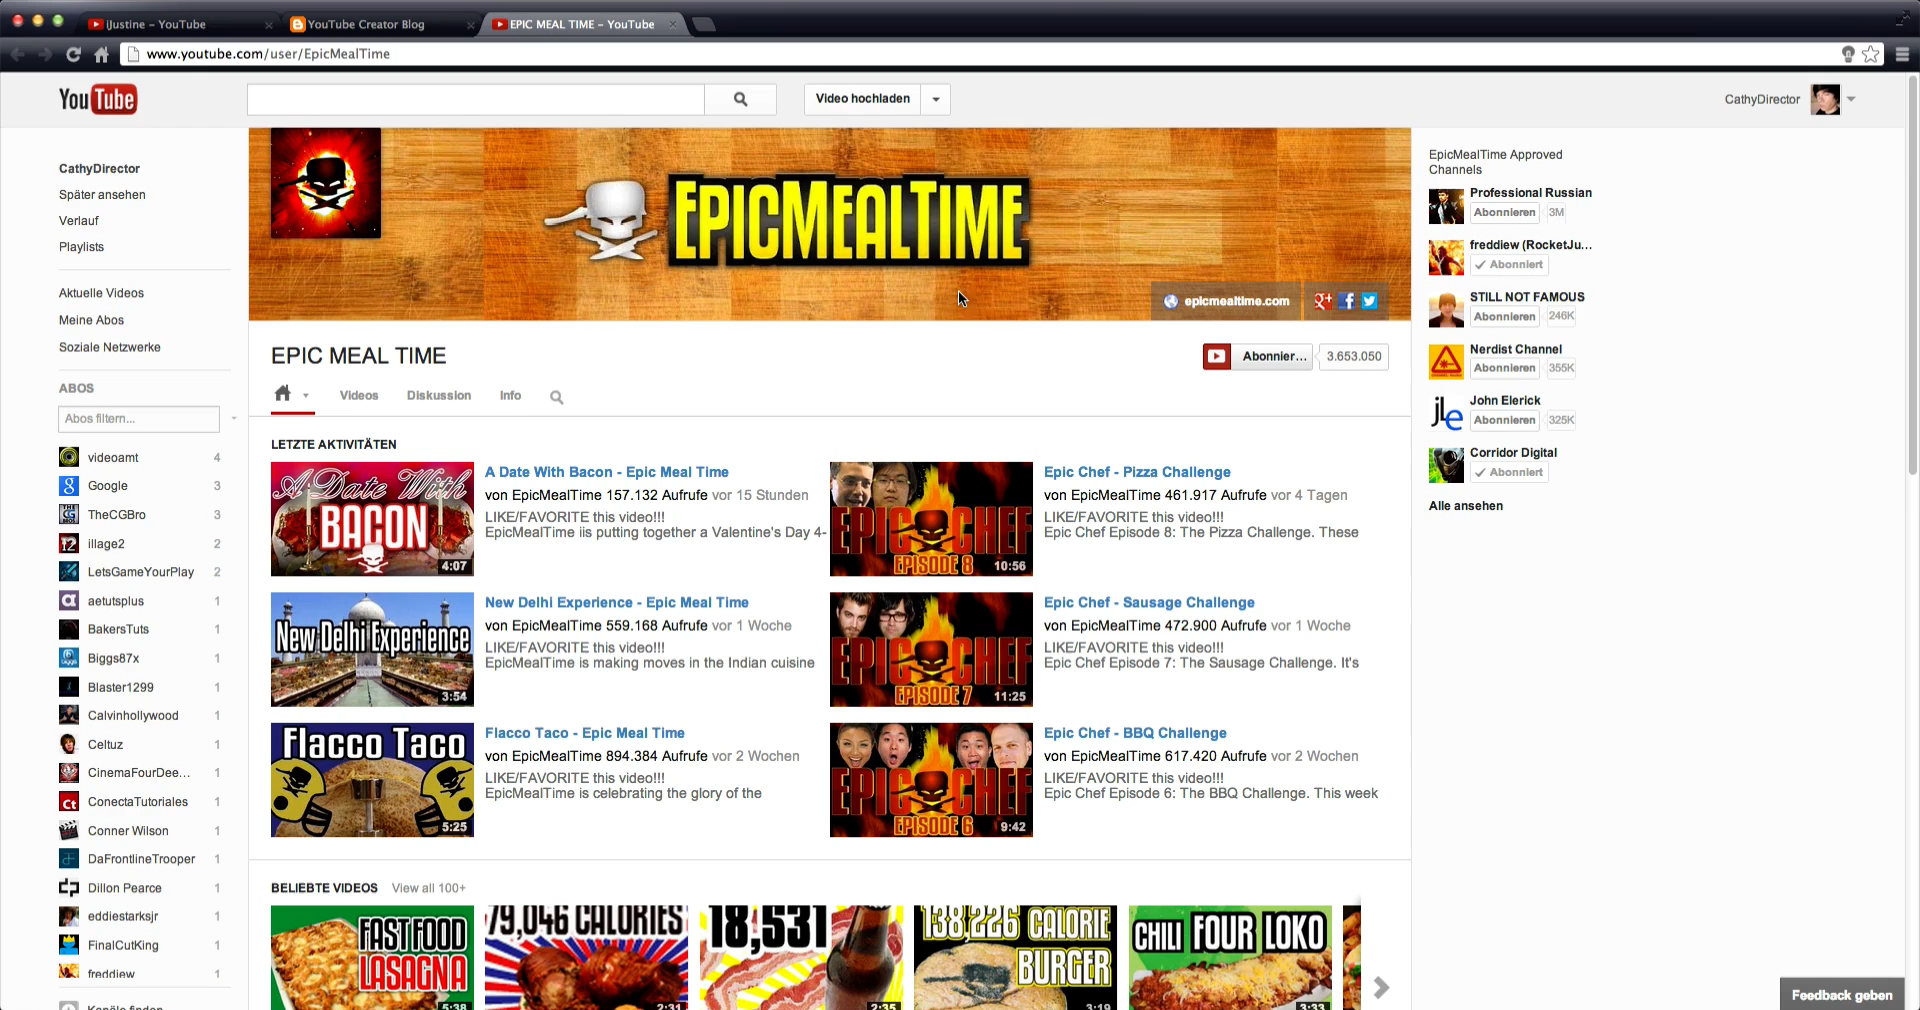 iJustine - YouTube
YouTube Creator Blog
EPIC MEAL TIME - YouTube
www.youtube.com/user/EpicMealTime
YouTube
Video hochladen
CathyDirector
CathyDirector
Später ansehen
Verlauf
Playlists
Aktuelle Videos
Meine Abos
Soziale Netzwerke
ABOS
Abos filtern...
videoamt 4
Google 3
TheCGBro 3
illage2 2
LetsGameYourPlay 2
aetutsplus 1
BakersTuts 1
Biggs87x 1
Blaster1299 1
Calvinhollywood 1
Celtuz 1
CinemaFourDee... 1
ConectaTutoriales 1
Conner Wilson 1
DaFrontlineTrooper 1
Dillon Pearce 1
eddiestarksjr 1
FinalCutKing 1
freddiew 1
Kanäle finden
EPICMEALTIME
epicmealtime.com
EPIC MEAL TIME
Abonnier... 3.653.050
Videos
Diskussion
Info
LETZTE AKTIVITÄTEN
A Date With
BACON
4:07
A Date With Bacon - Epic Meal Time
von EpicMealTime 157.132 Aufrufe vor 15 Stunden
LIKE/FAVORITE this video!!!
EpicMealTime iis putting together a Valentine's Day 4-
EPIC CHEF
EPISODE 8
10:56
Epic Chef - Pizza Challenge
von EpicMealTime 461.917 Aufrufe vor 4 Tagen
LIKE/FAVORITE this video!!!
Epic Chef Episode 8: The Pizza Challenge. These
New Delhi Experience
3:54
New Delhi Experience - Epic Meal Time
von EpicMealTime 559.168 Aufrufe vor 1 Woche
LIKE/FAVORITE this video!!!
EpicMealTime is making moves in the Indian cuisine
EPIC CHEF
EPISODE 7
11:25
Epic Chef - Sausage Challenge
von EpicMealTime 472.900 Aufrufe vor 1 Woche
LIKE/FAVORITE this video!!!
Epic Chef Episode 7: The Sausage Challenge. It's
Flacco Taco
5:25
Flacco Taco - Epic Meal Time
von EpicMealTime 894.384 Aufrufe vor 2 Wochen
LIKE/FAVORITE this video!!!
EpicMealTime is celebrating the glory of the
EPIC CHEF
EPISODE 6
9:42
Epic Chef - BBQ Challenge
von EpicMealTime 617.420 Aufrufe vor 2 Wochen
LIKE/FAVORITE this video!!!
Epic Chef Episode 6: The BBQ Challenge. This week
BELIEBTE VIDEOS View all 100+
FAST FOOD
LASAGNA
5:38
79,046 CALORIES
2:31
18,531
2:35
138,226 CALORIE
BURGER
3:19
CHILI FOUR LOKO
3:33
EpicMealTime Approved
Channels
Professional Russian
Abonnieren 3M
freddiew (RocketJu...
Abonniert
STILL NOT FAMOUS
Abonnieren 246K
Nerdist Channel
Abonnieren 355K
jle
John Elerick
Abonnieren 325K
Corridor Digital
Abonniert
Alle ansehen
Feedback geben